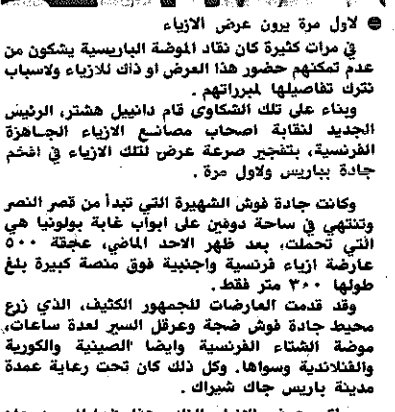 ● لاول مرة يرون عرض الازياء
في مرات كثيرة كان نقاد الموضة الباريسية يشكون من
عدم تمكنهم حضور هذا العرض او ذاك للازياء ولاسباب
نترك تفاصيلها لمبرراتهم .
وبناء على تلك الشكاوى قام دانييل هشتر، الرئيس
الجديد لنقابة اصحاب مصانع الازياء الجاهزة
الفرنسية، بتفجير صرعة عرض لتلك الازياء في افخم
جادة بباريس ولاول مرة .
وكانت جادة فوش الشهيرة التي تبدأ من قصر النصر
وتنتهي في ساحة دوفين على ابواب غابة بولونيا هي
التي تحملت، بعد ظهر الاحد الماضي، عجقة ٥٠٠
عارضة ازياء فرنسية واجنبية فوق منصة كبيرة بلغ
طولها ٣٠٠ متر فقط .
وقد قدمت العارضات للجمهور الكثيف، الذي زرع
محيط جادة فوش ضجة وعرقل السير لعدة ساعات،
موضة الشتاء الفرنسية وايضا الصينية والكورية
والفنلاندية وسواها. وكل ذلك كان تحت رعاية عمدة
مدينة باريس جاك شيراك .